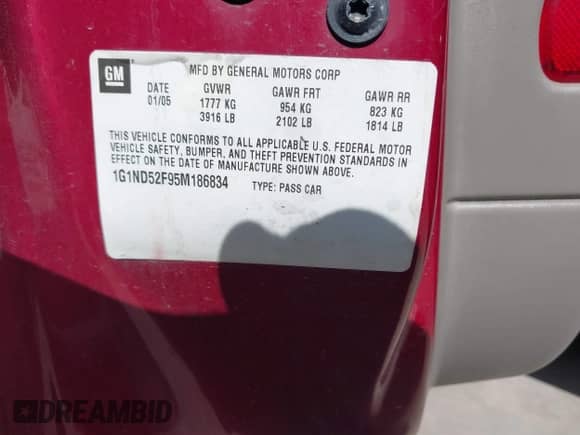 GM
MFD BY GENERAL MOTORS CORP
DATE GVWR GAWR FRT GAWR RR
01/05 1777 KG 954 KG 823 KG
3916 LB 2102 LB 1814 LB
THIS VEHICLE CONFORMS TO ALL APPLICABLE U.S. FEDERAL MOTOR
VEHICLE SAFETY, BUMPER, AND THEFT PREVENTION STANDARDS IN
EFFECT ON THE DATE OF MANUFACTURE SHOWN ABOVE.
1G1ND52F95M186834 TYPE: PASS CAR
DREAMBID